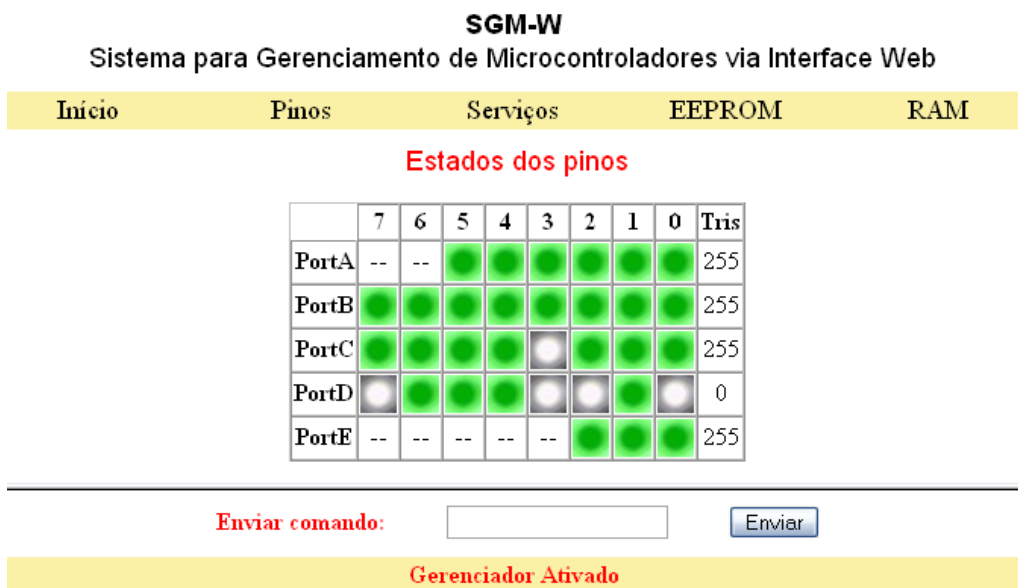 SGM-W
Sistema para Gerenciamento de Microcontroladores via Interface Web
Início Pinos Serviços EEPROM RAM
Estados dos pinos
7 6 5 4 3 2 1 0 Tris
PortA -- -- 255
PortB 255
PortC 255
PortD 0
PortE -- -- -- -- -- 255
Enviar comando: Enviar
Gerenciador Ativado